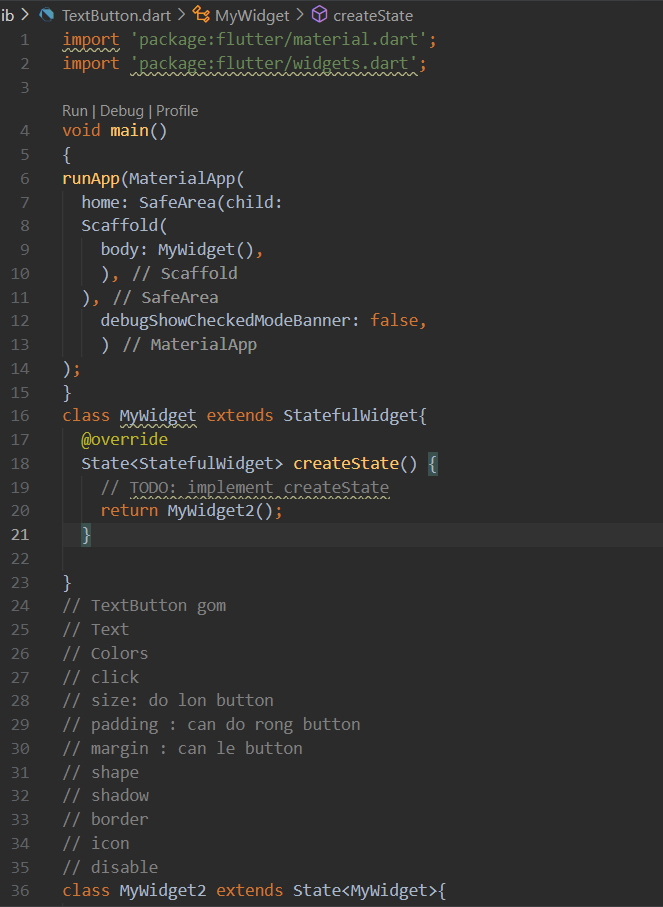 ib > TextButton.dart > MyWidget > createState
1 import 'package:flutter/material.dart';
2 import 'package:flutter/widgets.dart';
3
Run | Debug | Profile
4 void main()
5 {
6 runApp(MaterialApp(
7 home: SafeArea(child:
8 Scaffold(
9 body: MyWidget(),
10 ), // Scaffold
11 ), // SafeArea
12 debugShowCheckedModeBanner: false,
13 ) // MaterialApp
14 );
15 }
16 class MyWidget extends StatefulWidget{
17 @override
18 State<StatefulWidget> createState() {
19 // TODO: implement createState
20 return MyWidget2();
21 }
22
23 }
24 // TextButton gom
25 // Text
26 // Colors
27 // click
28 // size: do lon button
29 // padding : can do rong button
30 // margin : can le button
31 // shape
32 // shadow
33 // border
34 // icon
35 // disable
36 class MyWidget2 extends State<MyWidget>{